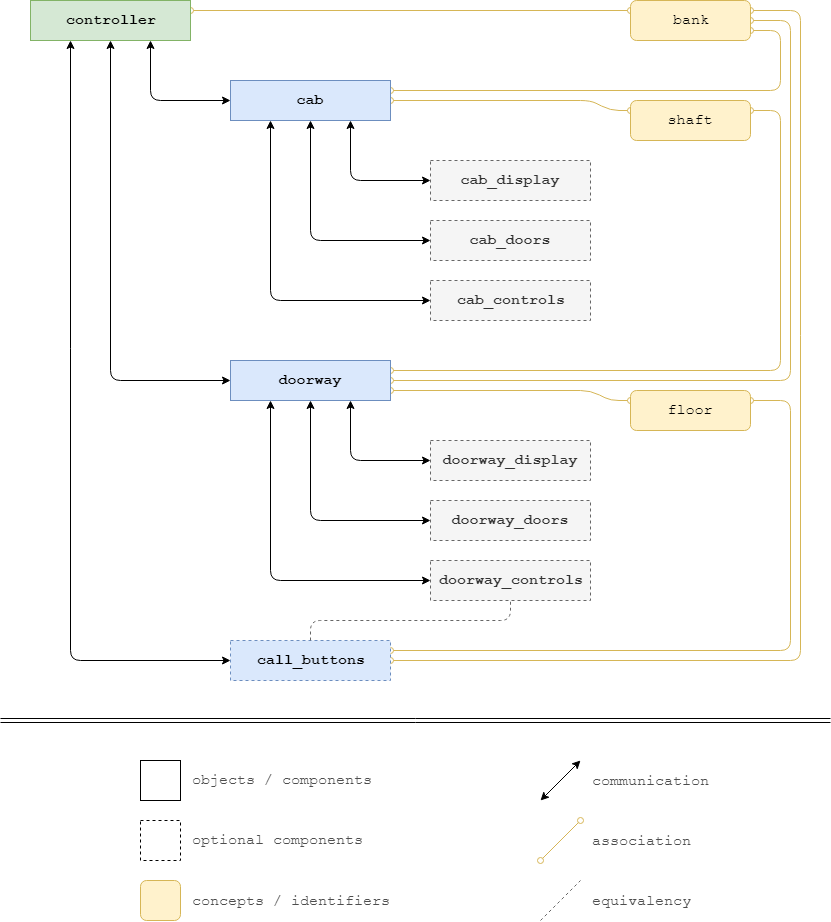 controller
bank
cab
shaft
cab_display
cab_doors
cab_controls
doorway
floor
doorway_display
doorway_doors
doorway_controls
call_buttons
objects / components
communication
optional components
association
concepts / identifiers
equivalency